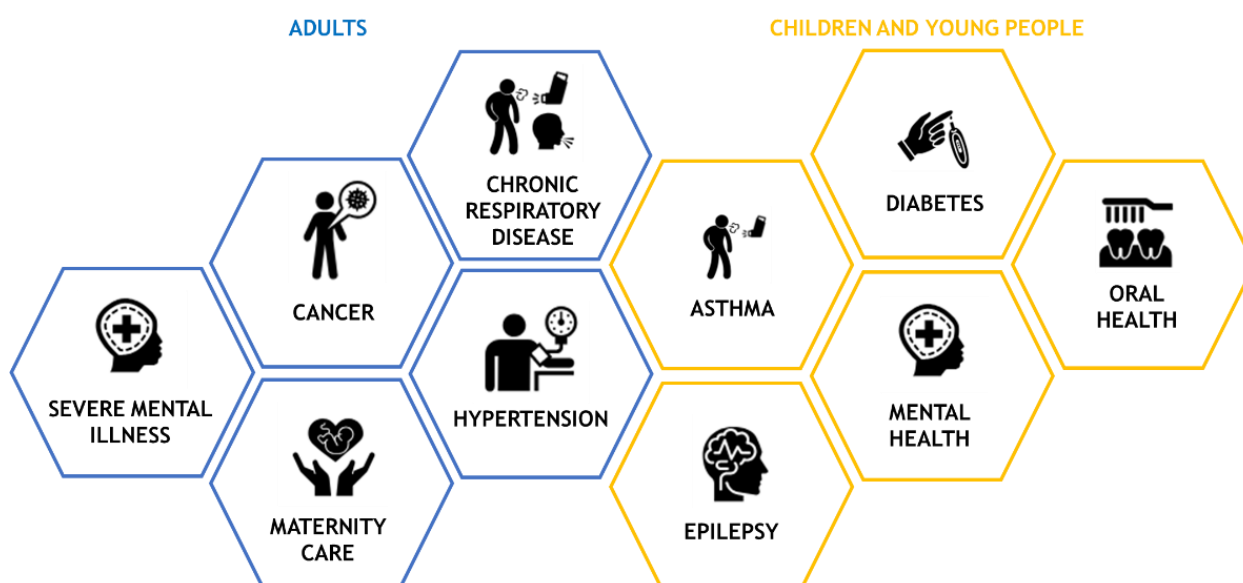 ADULTS
CHILDREN AND YOUNG PEOPLE
CHRONIC
RESPIRATORY
DISEASE
CANCER
SEVERE MENTAL
ILLNESS
HYPERTENSION
MATERNITY
CARE
DIABETES
ASTHMA
ORAL
HEALTH
MENTAL
HEALTH
EPILEPSY